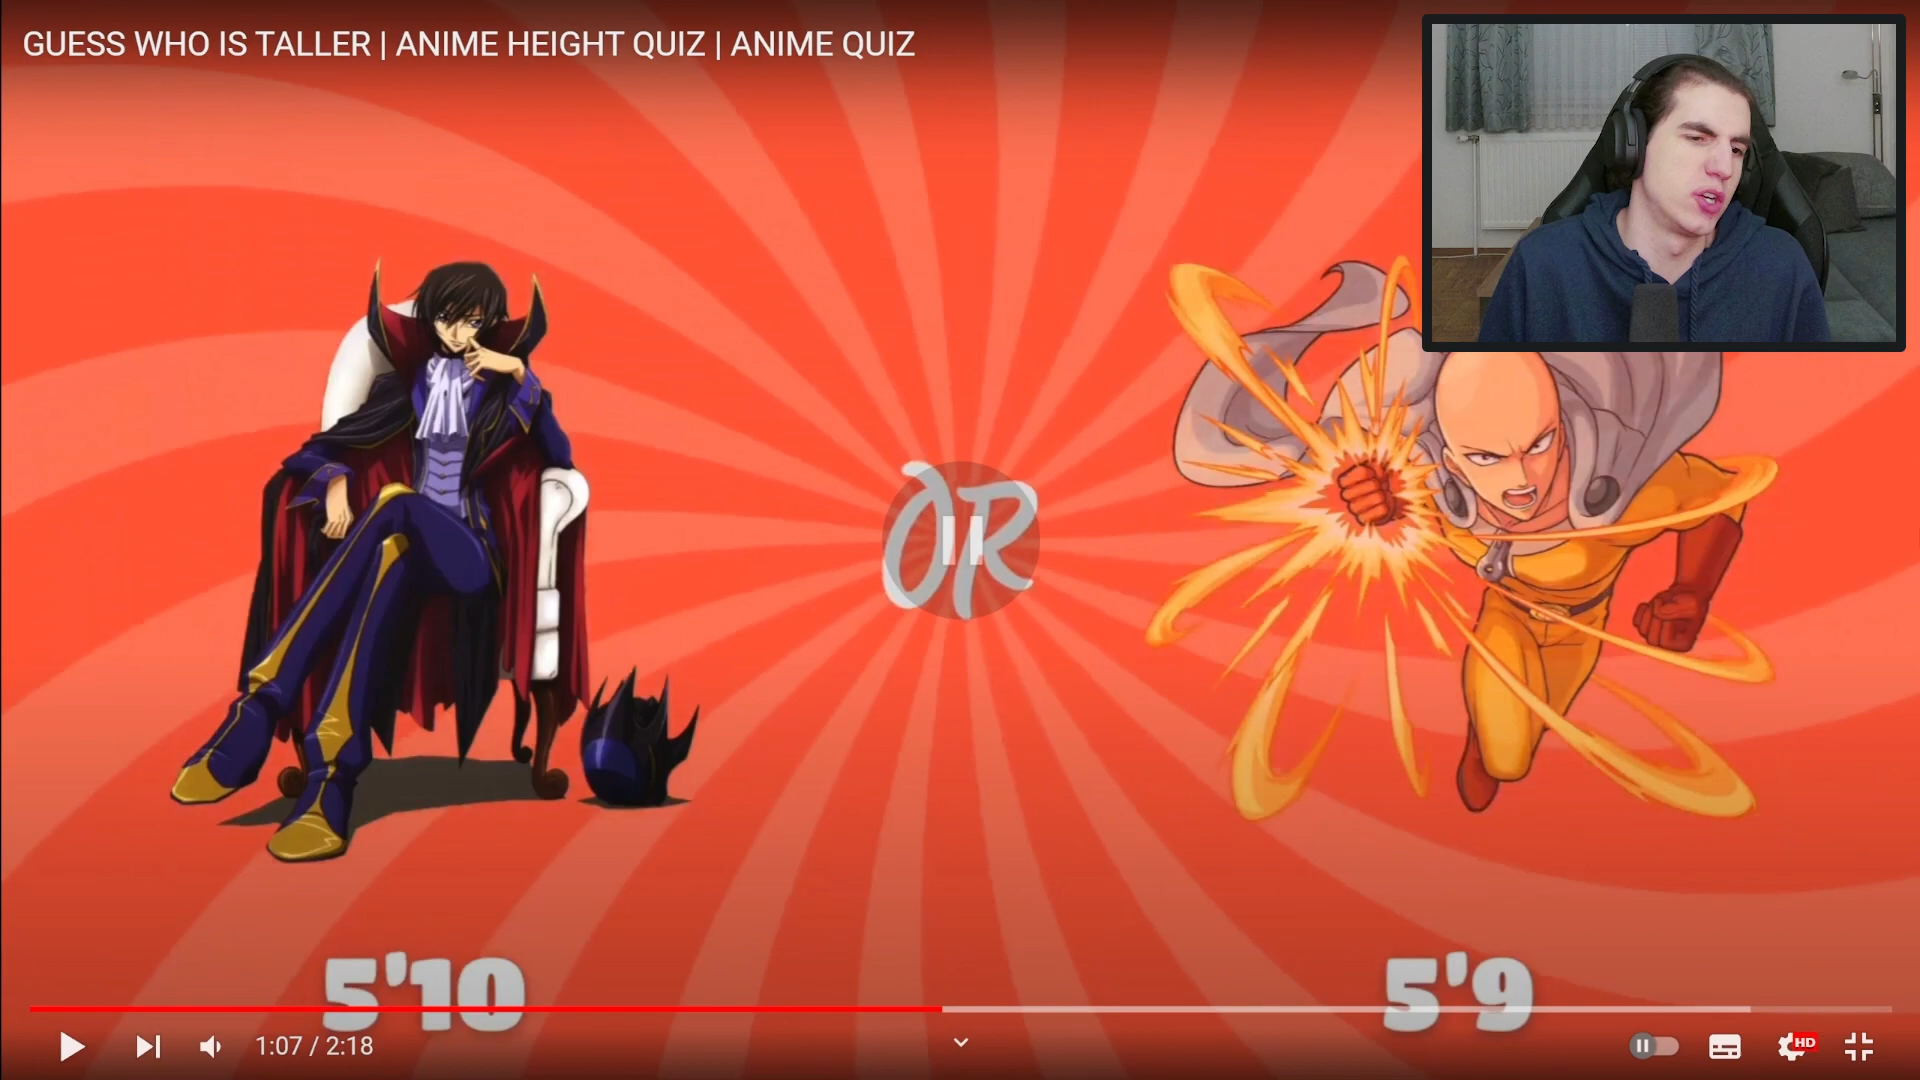 GUESS WHO IS TALLER | ANIME HEIGHT QUIZ | ANIME QUIZ
OR
5'10
5'9
1:07 / 2:18
HD